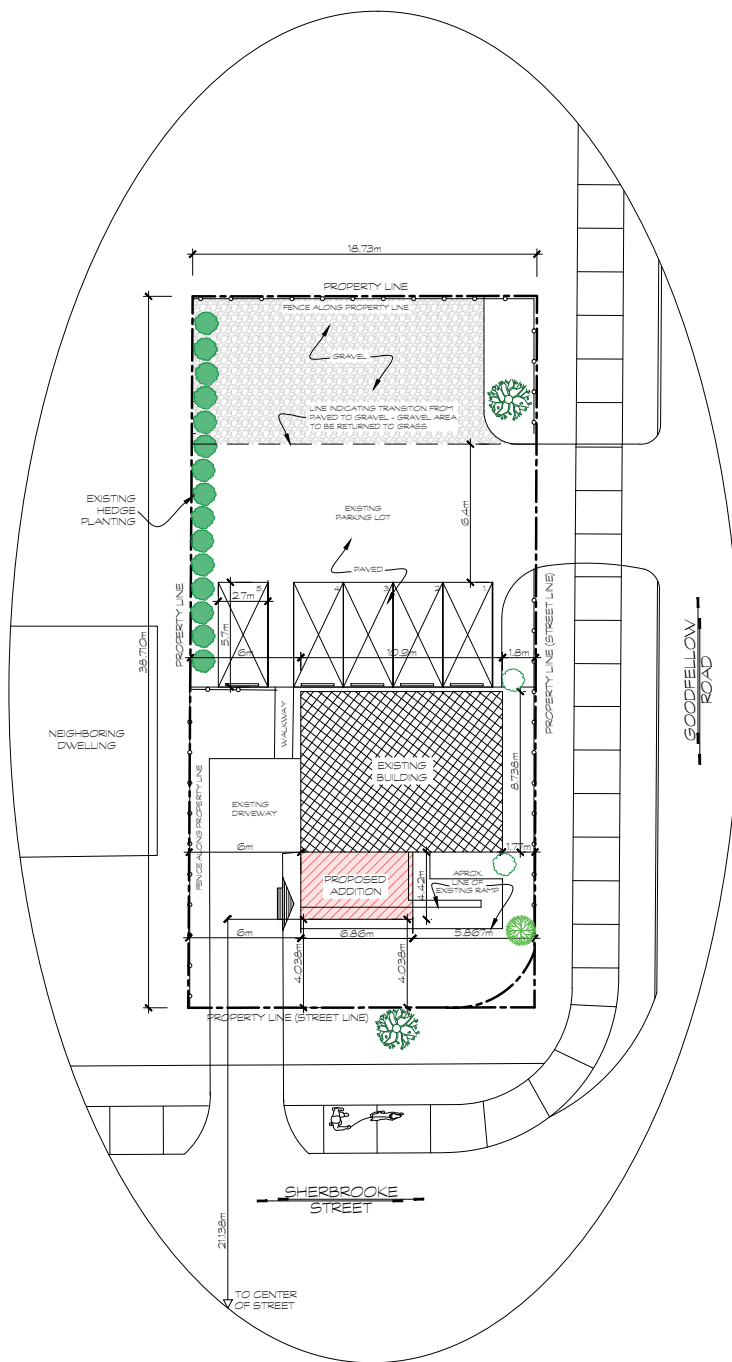 18.73m
PROPERTY LINE
FENCE ALONG PROPERTY LINE
GRAVEL
LINE INDICATING TRANSITION FROM
PAVED TO GRAVEL - GRAVEL AREA
TO BE RETURNED TO GRASS
EXISTING
HEDGE
PLANTING
EXISTING
PARKING LOT
6.4m
PAVED
5
4
3
2
1
2.7m
5.7m
PROPERTY LINE
38.710m
6m
10.9m
1.8m
PROPERTY LINE (STREET LINE)
GOODFELLOW
ROAD
NEIGHBORING
DWELLING
WALKWAY
EXISTING
BUILDING
8.738m
FENCE ALONG PROPERTY LINE
EXISTING
DRIVEWAY
6m
1.77m
PROPOSED
ADDITION
4.42m
APROX.
LINE OF
EXISTING RAMP
6m
6.86m
5.867m
4.038m
4.038m
PROPERTY LINE (STREET LINE)
SHERBROOKE
STREET
21.138m
TO CENTER
OF STREET